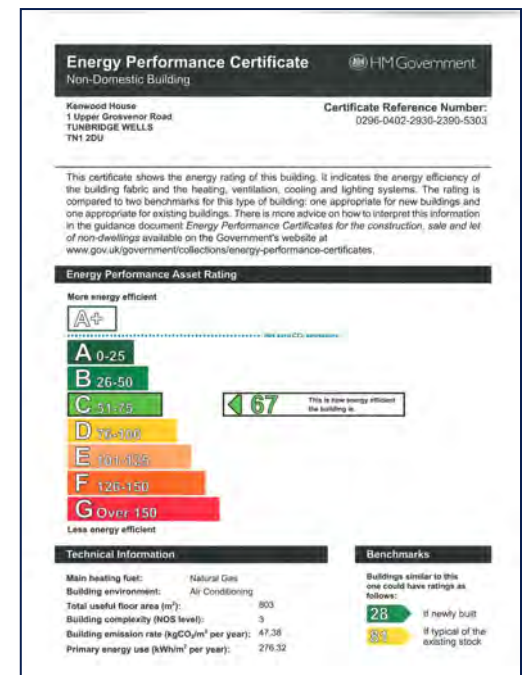 Energy Performance Certificate
Non-Domestic Building
HM Government
Kenwood House
1 Upper Grosvenor Road
TUNBRIDGE WELLS
TN1 2DU
Certificate Reference Number:
0296-0402-2930-2390-5303
This certificate shows the energy rating of this building. It indicates the energy efficiency of
the building fabric and the heating, ventilation, cooling and lighting systems. The rating is
compared to two benchmarks for this type of building: one appropriate for new buildings and
one appropriate for existing buildings. There is more advice on how to interpret this information
in the guidance document Energy Performance Certificates for the construction, sale and let
of non-dwellings available on the Government's website at
www.gov.uk/government/collections/energy-performance-certificates.
Energy Performance Asset Rating
More energy efficient
A+
Net zero CO₂ emissions
A 0-25
B 26-50
C 51-75
67
This is how energy efficient
the building is.
D 76-100
E 101-125
F 126-150
G Over 150
Less energy efficient
Technical Information
Main heating fuel: Natural Gas
Building environment: Air Conditioning
Total useful floor area (m²): 803
Building complexity (NOS level): 3
Building emission rate (kgCO₂/m² per year): 47.38
Primary energy use (kWh/m² per year): 276.32
Benchmarks
Buildings similar to this
one could have ratings as
follows:
28 If newly built
If typical of the
existing stock